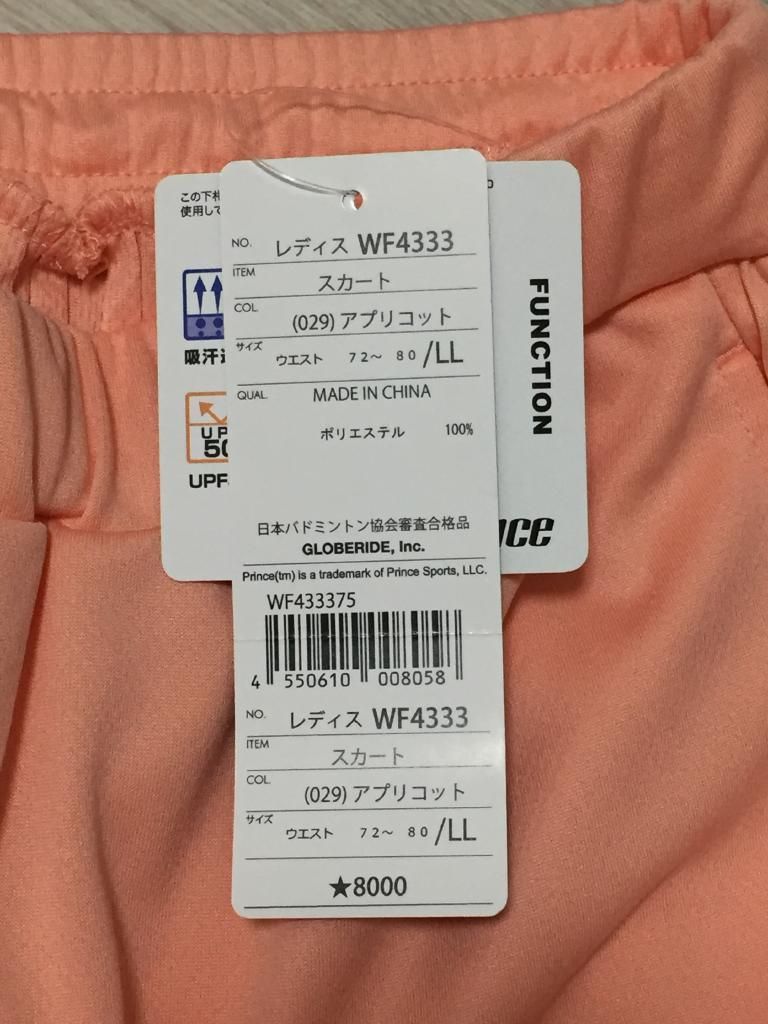 この下札
使用して
NO. レディス WF4333
ITEM スカート
COL (029) アプリコット
サイズ ウエスト 72～ 80 /LL
QUAL MADE IN CHINA
ポリエステル 100%
日本バドミントン協会審査合格品
GLOBERIDE, Inc.
Prince(tm) is a trademark of Prince Sports, LLC.
WF433375
4 550610 008058
NO. レディス WF4333
ITEM スカート
COL (029) アプリコット
サイズ ウエスト 72～ 80 /LL
★8000
吸汗
UP
50
UPF
FUNCTION
nce